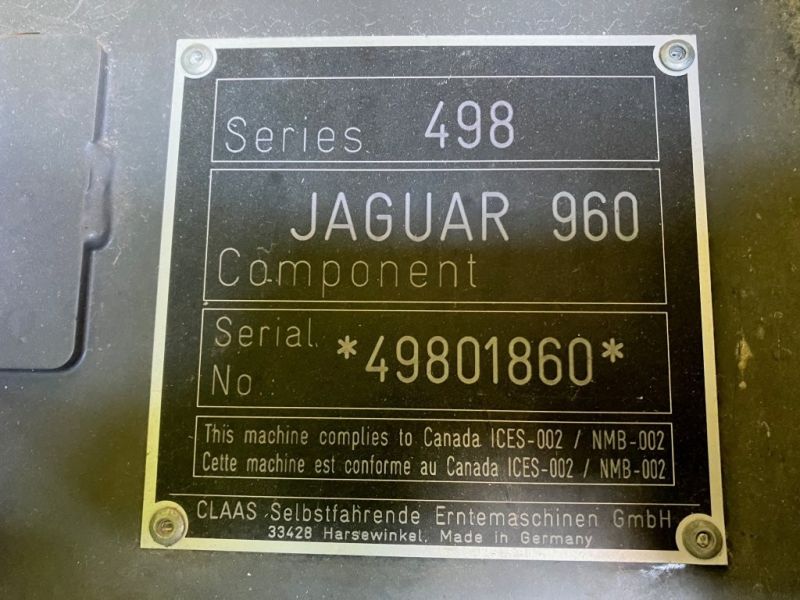 Series 498
JAGUAR 960
Component
Serial
No *49801860*
This machine complies to Canada ICES-002 / NMB-002
Cette machine est conforme au Canada ICES-002 / NMB-002
CLAAS Selbstfahrende Erntemaschinen GmbH
33428 Harsewinkel. Made in Germany